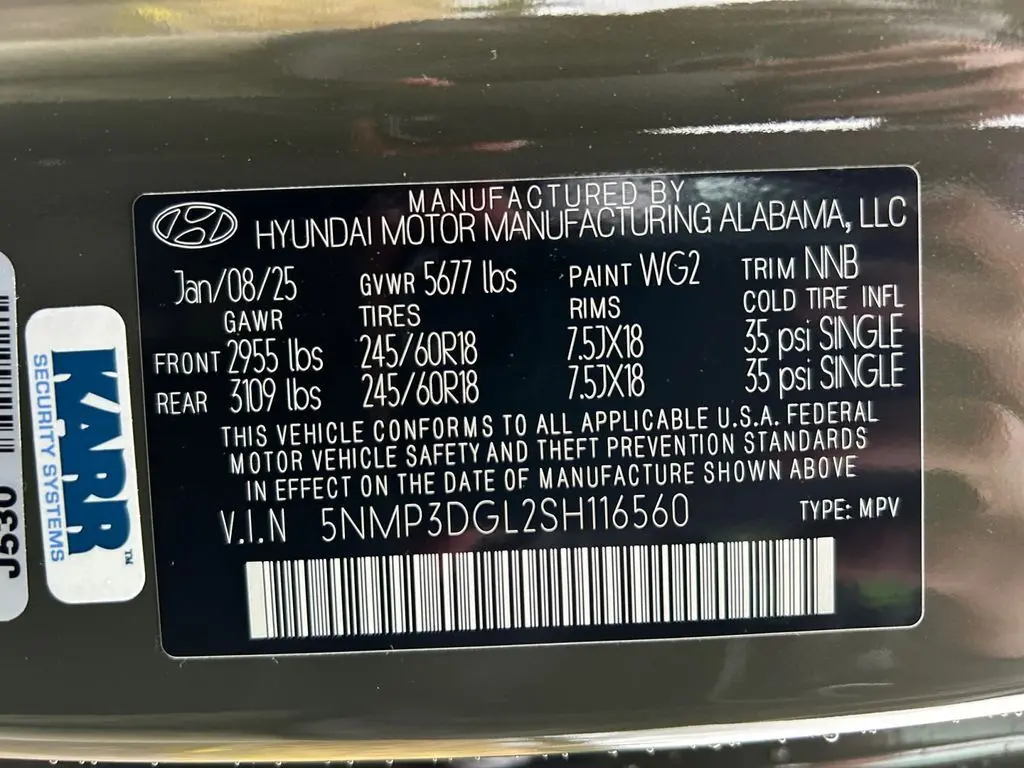 MANUFACTURED BY
HYUNDAI MOTOR MANUFACTURING ALABAMA, LLC
Jan/08/25 GVWR 5677 lbs PAINT WG2 TRIM NNB
GAWR TIRES RIMS COLD TIRE INFL
FRONT 2955 lbs 245/60R18 7.5JX18 35 psi SINGLE
REAR 3109 lbs 245/60R18 7.5JX18 35 psi SINGLE
THIS VEHICLE CONFORMS TO ALL APPLICABLE U.S.A. FEDERAL
MOTOR VEHICLE SAFETY AND THEFT PREVENTION STANDARDS
IN EFFECT ON THE DATE OF MANUFACTURE SHOWN ABOVE
V.I.N 5NMP3DGL2SH116560 TYPE: MPV
KARR™
SECURITY SYSTEMS
J530